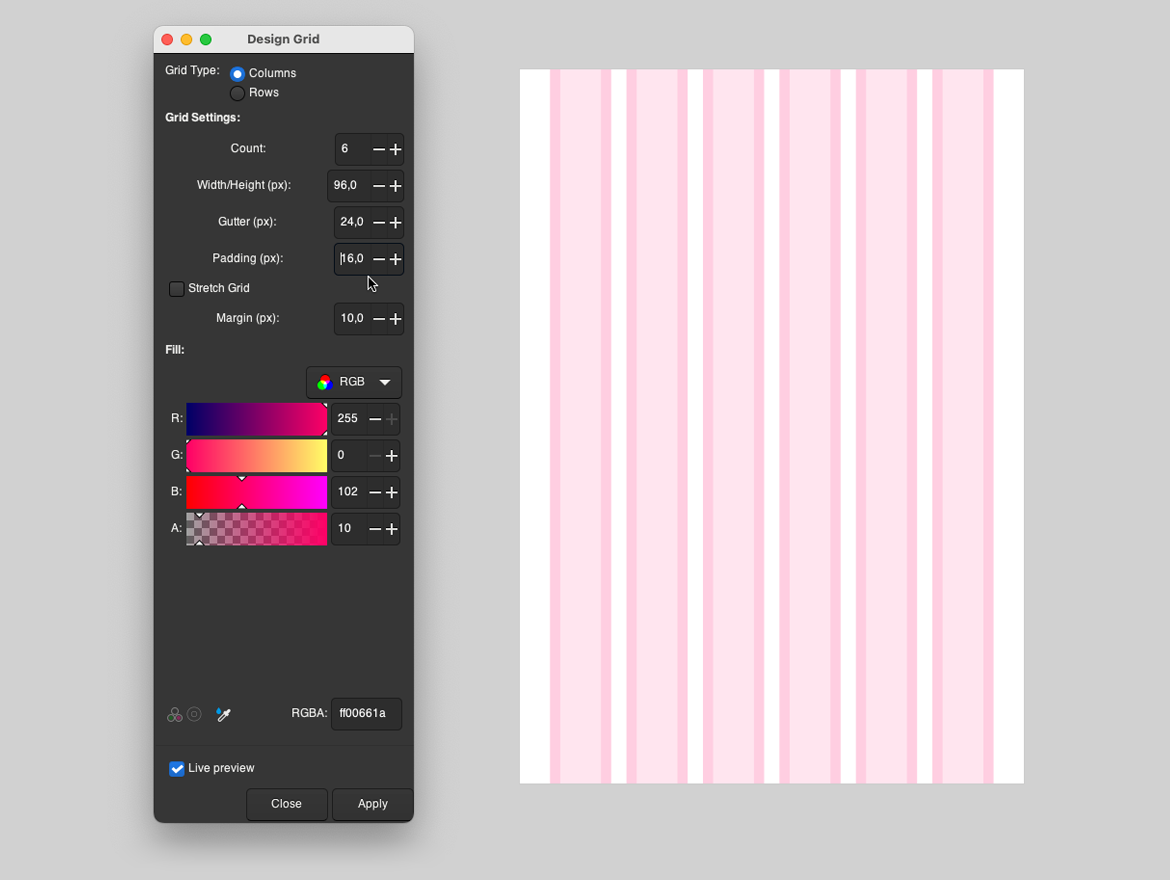 Design Grid
Grid Type: Columns
Rows
Grid Settings:
Count: 6
Width/Height (px): 96,0
Gutter (px): 24,0
Padding (px): 16,0
Stretch Grid
Margin (px): 10,0
Fill:
RGB
R: 255
G: 0
B: 102
A: 10
RGBA: ff00661a
Live preview
Close Apply